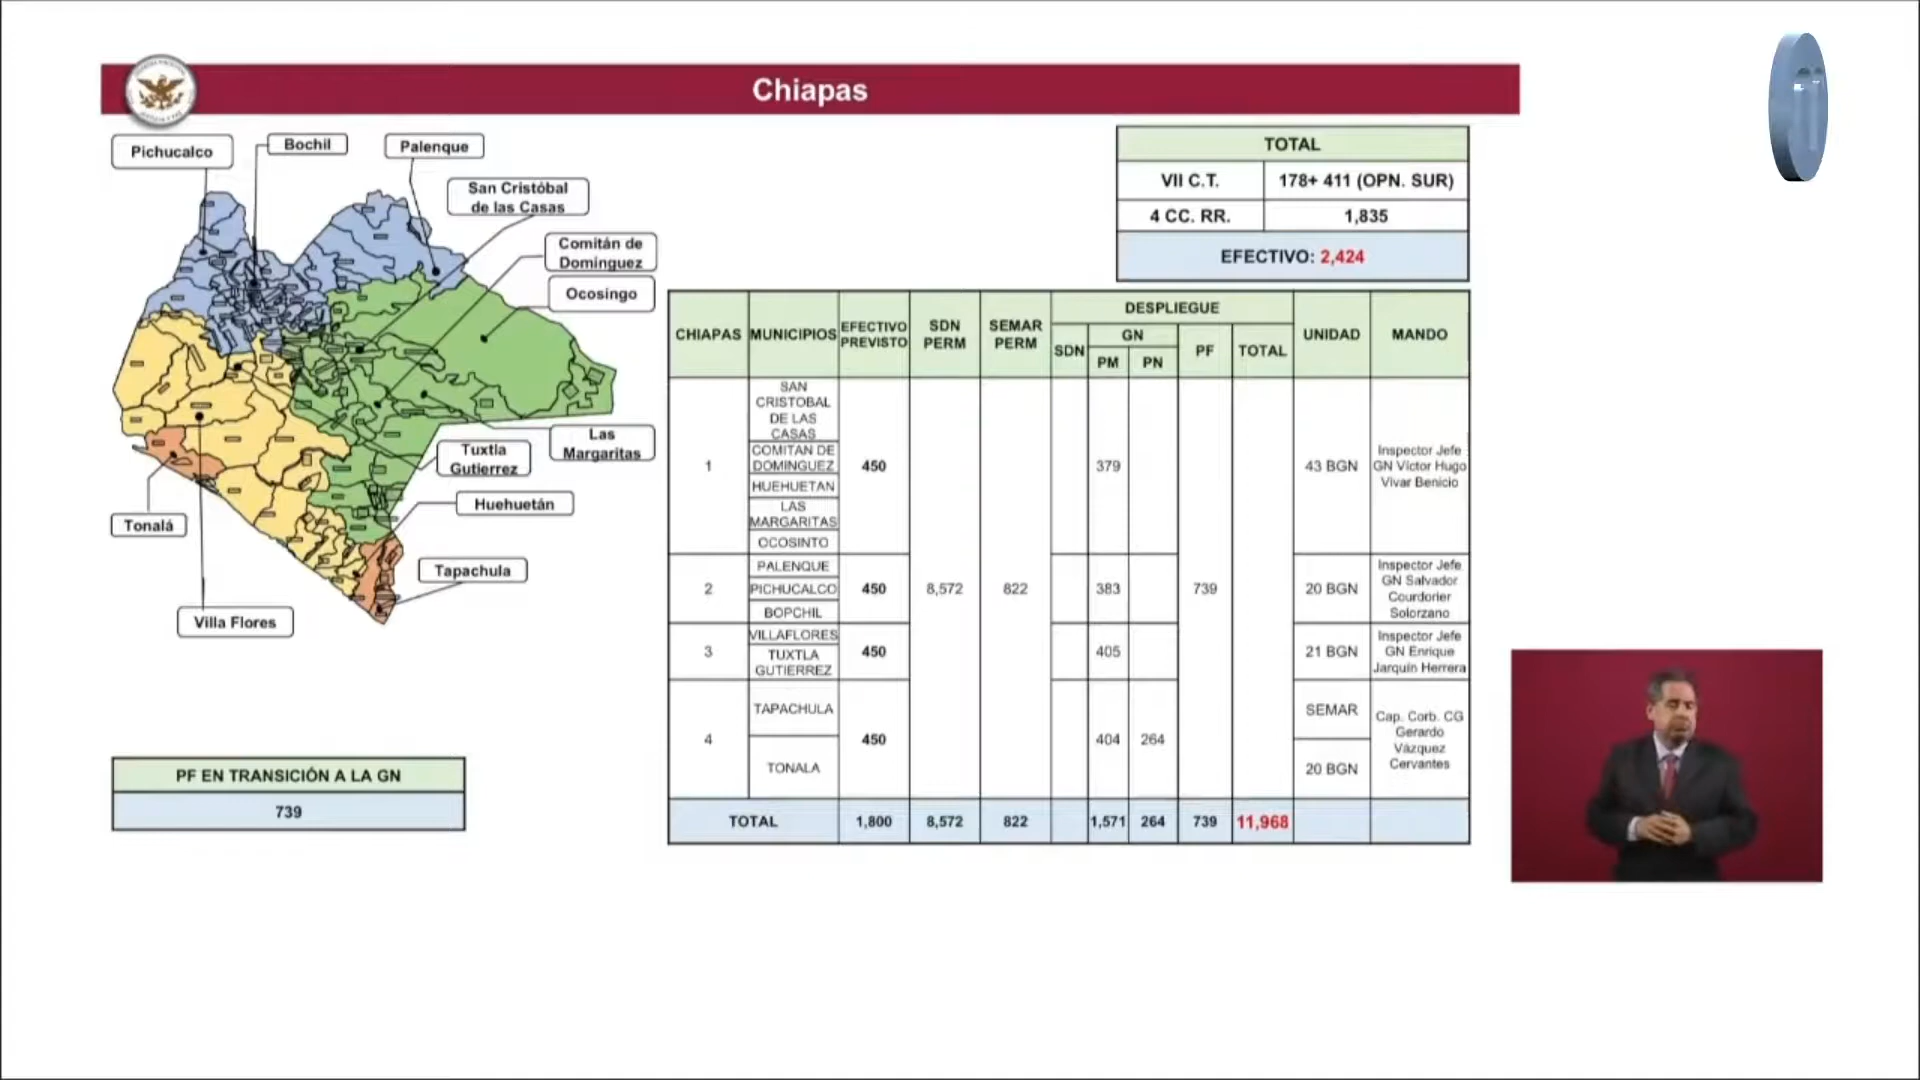 Chiapas
Pichucalco
Bochil
Palenque
San Cristóbal
de las Casas
Comitán de
Domínguez
Ocosingo
Las
Margaritas
Tuxtla
Gutierrez
Huehuetán
Tonalá
Tapachula
Villa Flores
TOTAL
VII C.T. 178+ 411 (OPN. SUR)
4 CC. RR. 1,835
EFECTIVO: 2,424
CHIAPAS MUNICIPIOS EFECTIVO PREVISTO SDN PERM SEMAR PERM DESPLIEGUE UNIDAD MANDO
SDN GN PF TOTAL
PM PN
1 450 379 43 BGN
SAN
CRISTOBAL
DE LAS
CASAS
COMITAN DE
DOMINGUEZ
HUEHUETAN
LAS
MARGARITAS
OCOSINTO
Inspector Jefe
GN Víctor Hugo
Vivar Benicio
2 450 8,572 822 383 739 20 BGN
PALENQUE
PICHUCALCO
BOPCHIL
Inspector Jefe
GN Salvador
Courdorier
Solorzano
3 450 405 21 BGN
VILLAFLORES
TUXTLA
GUTIERREZ
Inspector Jefe
GN Enrique
Jarquín Herrera
4 450 404 264
TAPACHULA SEMAR
TONALA 20 BGN
Cap. Corb. CG
Gerardo
Vázquez
Cervantes
TOTAL 1,800 8,572 822 1,571 264 739 11,968
PF EN TRANSICIÓN A LA GN
739